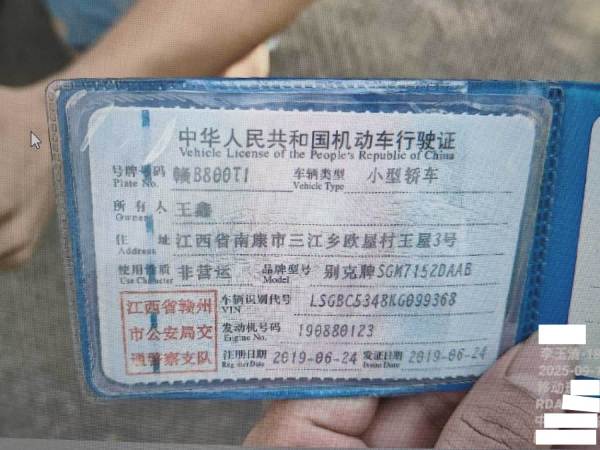 中华人民共和国机动车行驶证
Vehicle License of the People's Republic of China
号牌号码 赣B800T1 车辆类型 小型轿车
Plate No. Vehicle Type
所有人 王鑫
Owner
住 址 江西省南康市三江乡欧屋村王屋3号
Address
使用性质 非营运 品牌型号 别克牌SGM7152DAAB
Use Character Model
江西省赣州
市公安局交
通警察支队
车辆识别代号 LSGBC5348KG099368
VIN
发动机号码 190880123
Engine No.
注册日期 2019-06-24 发证日期 2019-06-24
Register Date Issue Date
2025-09
移动
RDA
中